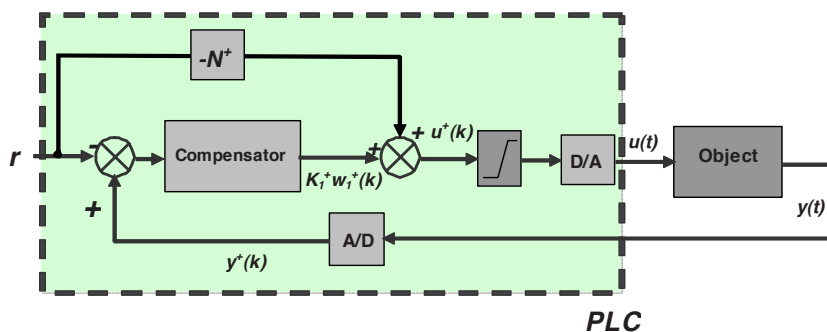 -N⁺
+
u⁺(k)
r
-
Compensator
+
K₁⁺w₁⁺(k)
D/A
u(t)
Object
+
y(t)
A/D
y⁺(k)
PLC